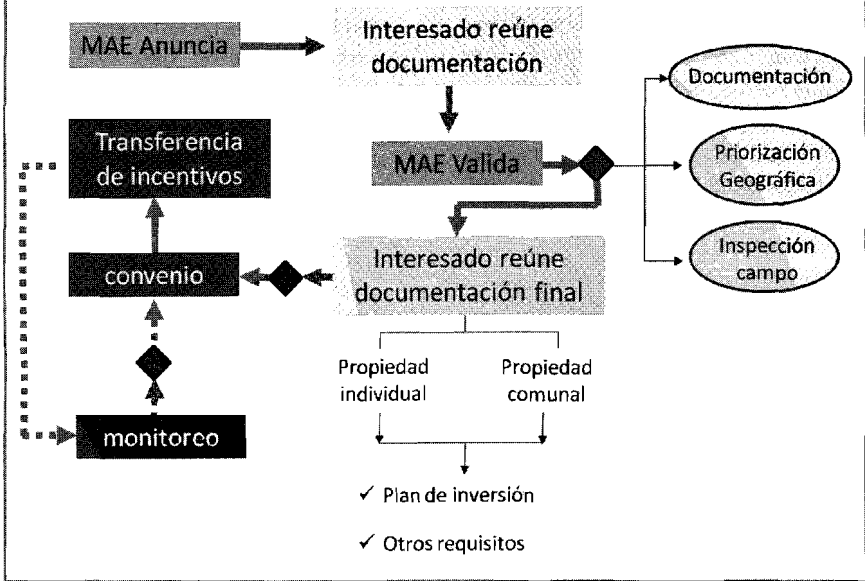 MAE Anuncia
Interesado reúne
documentación
Documentación
Transferencia
de incentivos
MAE Valida
Priorización
Geográfica
convenio
Interesado reúne
documentación final
Inspección
campo
Propiedad
individual
Propiedad
comunal
monitoreo
✓ Plan de inversión
✓ Otros requisitos